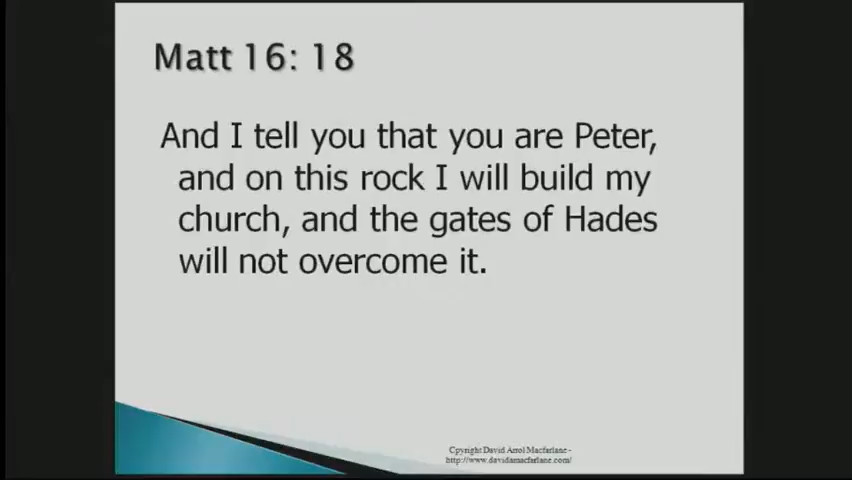 Matt 16: 18
And I tell you that you are Peter,
and on this rock I will build my
church, and the gates of Hades
will not overcome it.
Cpyright David Arrol Macfarlane -
http://www.davidamacfarlane.com/